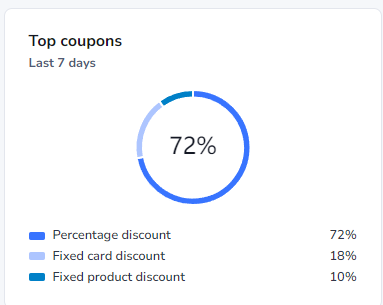 Top coupons
Last 7 days
72%
Percentage discount 72%
Fixed card discount 18%
Fixed product discount 10%